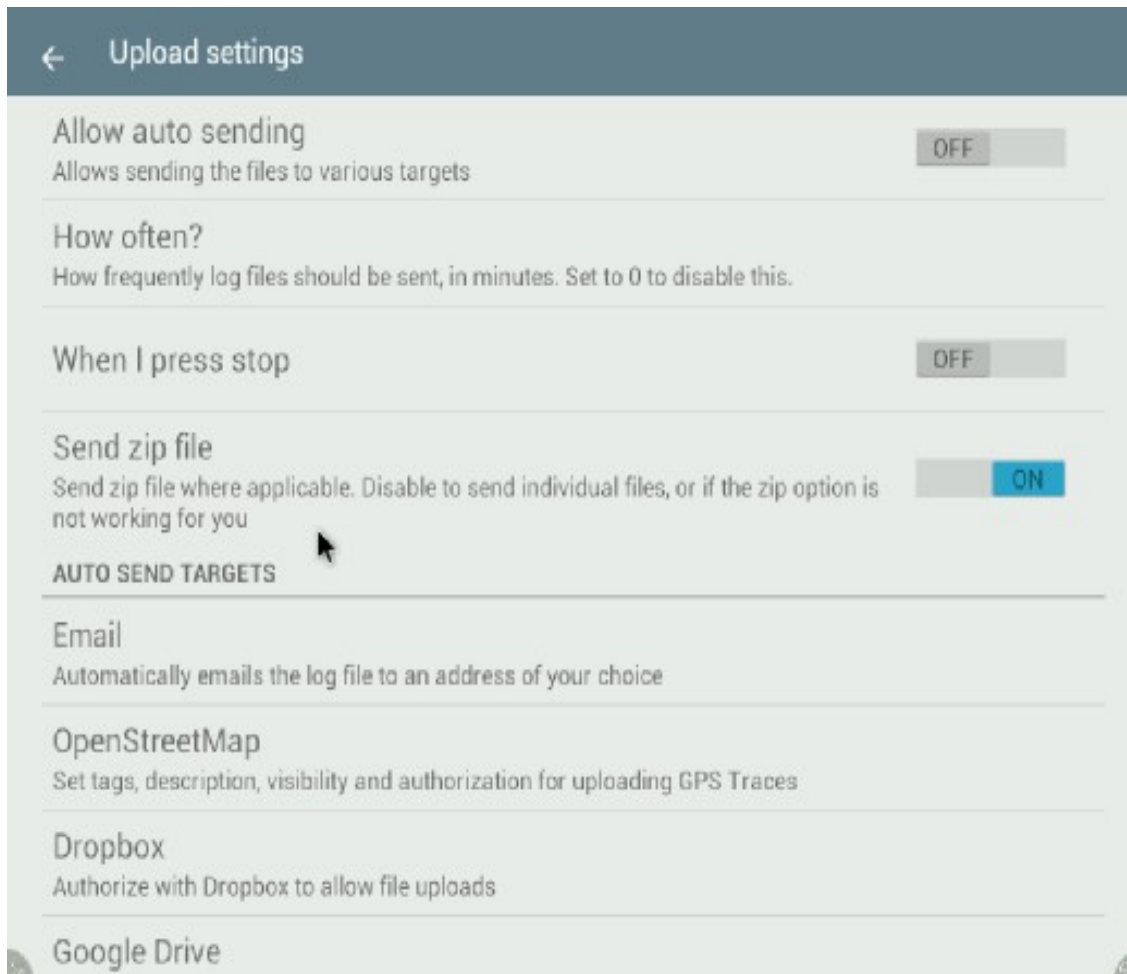 Upload settings
Allow auto sending
OFF
Allows sending the files to various targets
How often?
How frequently log files should be sent, in minutes. Set to 0 to disable this.
When I press stop
OFF
Send zip file
Send zip file where applicable. Disable to send individual files, or if the zip option is
ON
not working for you
AUTO SEND TARGETS
Email
Automatically emails the log file to an address of your choice
OpenStreetMap
Set tags, description, visibility and authorization for uploading GPS Traces
Dropbox
Authorize with Dropbox to allow file uploads
Google Drive